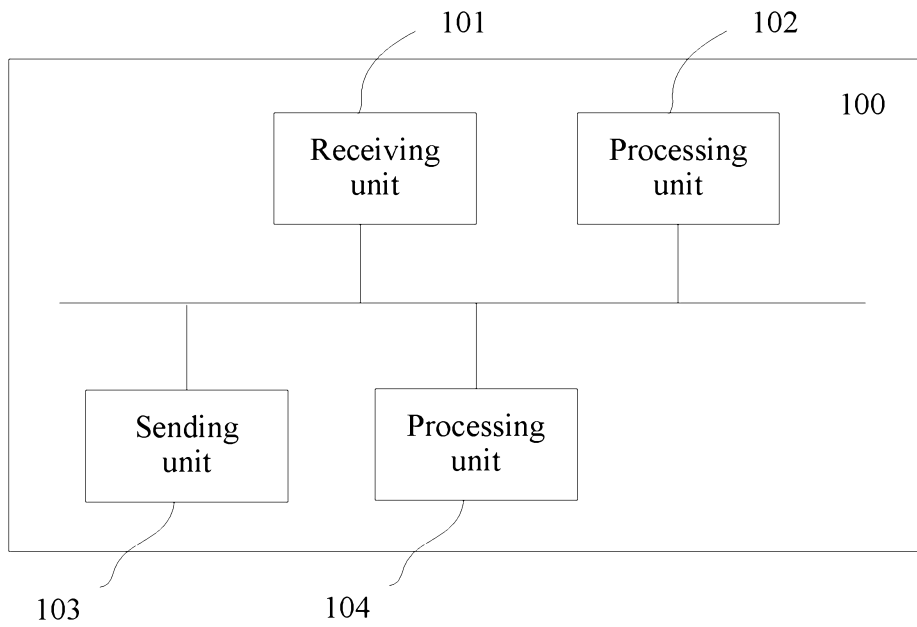 101
102
100
Receiving
unit
Processing
unit
Sending
unit
Processing
unit
103
104